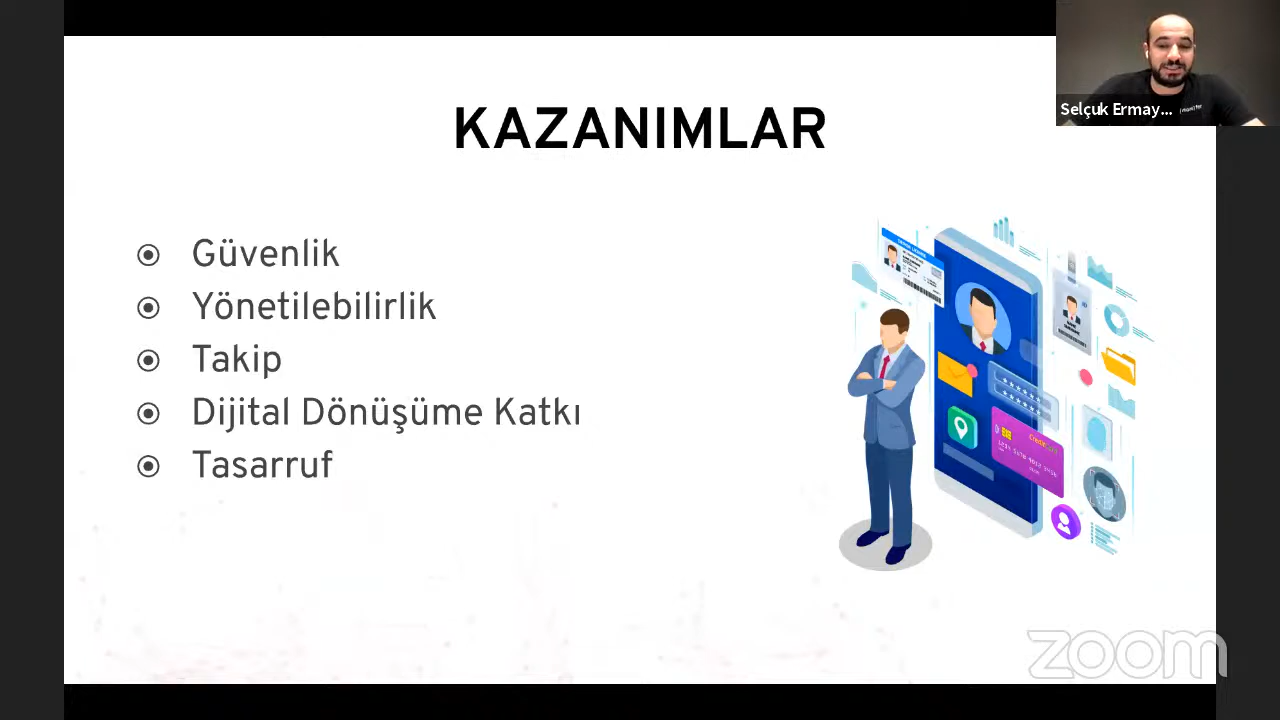 KAZANIMLAR
Selçuk Ermay...
Güvenlik
Yönetilebilirlik
Takip
Dijital Dönüşüme Katkı
Tasarruf
zoom